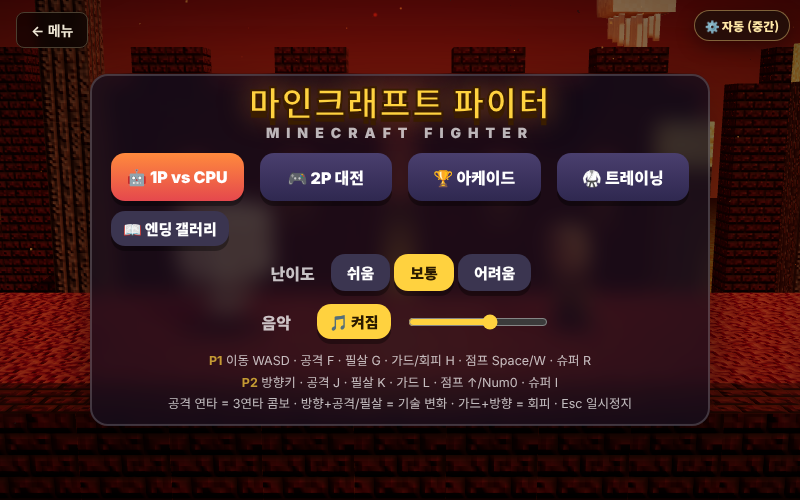 ← 메뉴
⚙️ 자동 (중간)
마인크래프트 파이터
MINECRAFT FIGHTER
🤖 1P vs CPU
🎮 2P 대전
🏆 아케이드
🥋 트레이닝
📖 엔딩 갤러리
난이도 쉬움 보통 어려움
음악 🎵 켜짐
P1 이동 WASD · 공격 F · 필살 G · 가드/회피 H · 점프 Space/W · 슈퍼 R
P2 방향키 · 공격 J · 필살 K · 가드 L · 점프 ↑/Num0 · 슈퍼 I
공격 연타 = 3연타 콤보 · 방향+공격/필살 = 기술 변화 · 가드+방향 = 회피 · Esc 일시정지